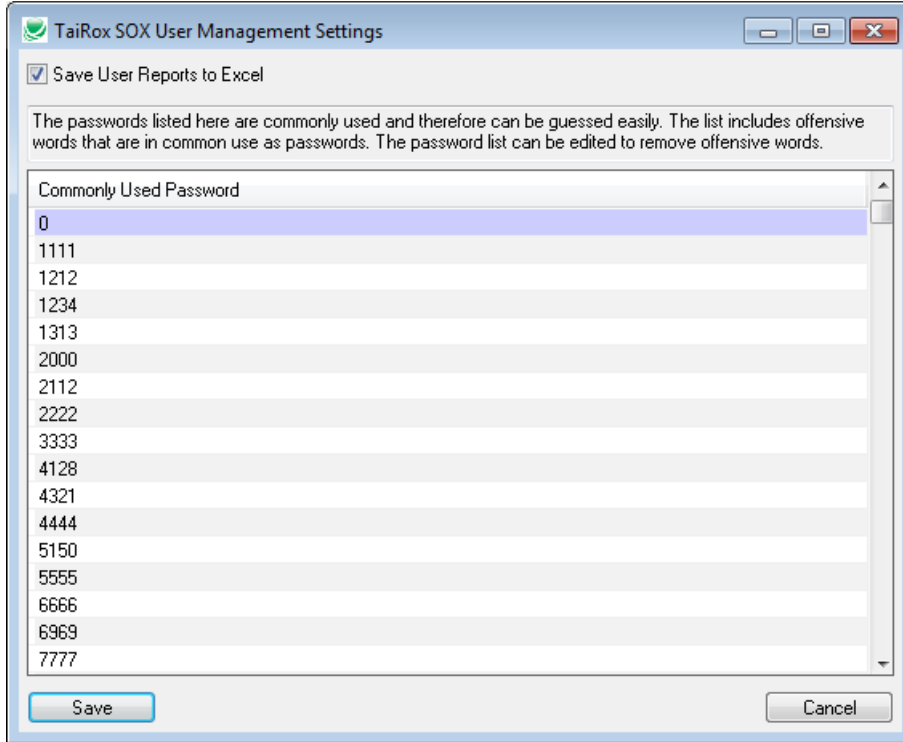 TaiRox SOX User Management Settings
Save User Reports to Excel
The passwords listed here are commonly used and therefore can be guessed easily. The list includes offensive
words that are in common use as passwords. The password list can be edited to remove offensive words.
Commonly Used Password
0
1111
1212
1234
1313
2000
2112
2222
3333
4128
4321
4444
5150
5555
6666
6969
7777
Save
Cancel